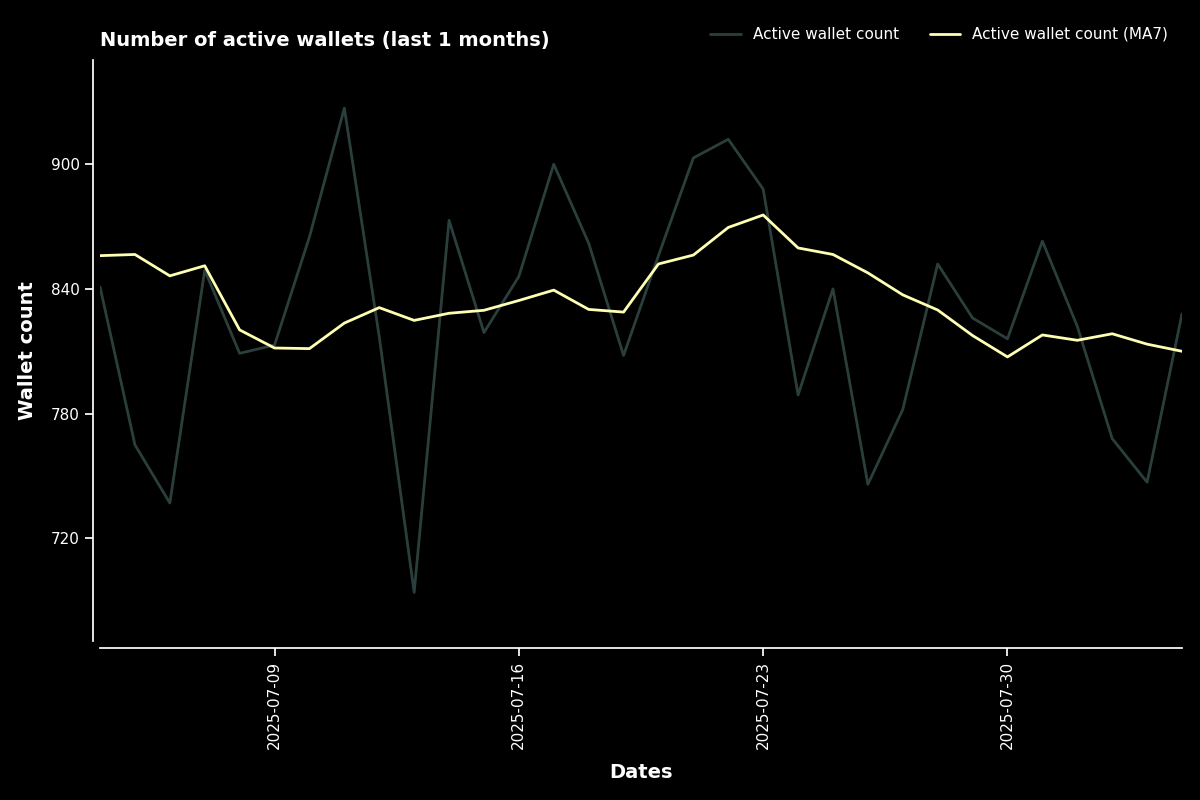 Number of active wallets (last 1 months)
Active wallet count
Active wallet count (MA7)
900
840
780
720
Wallet count
2025-07-09
2025-07-16
2025-07-23
2025-07-30
Dates